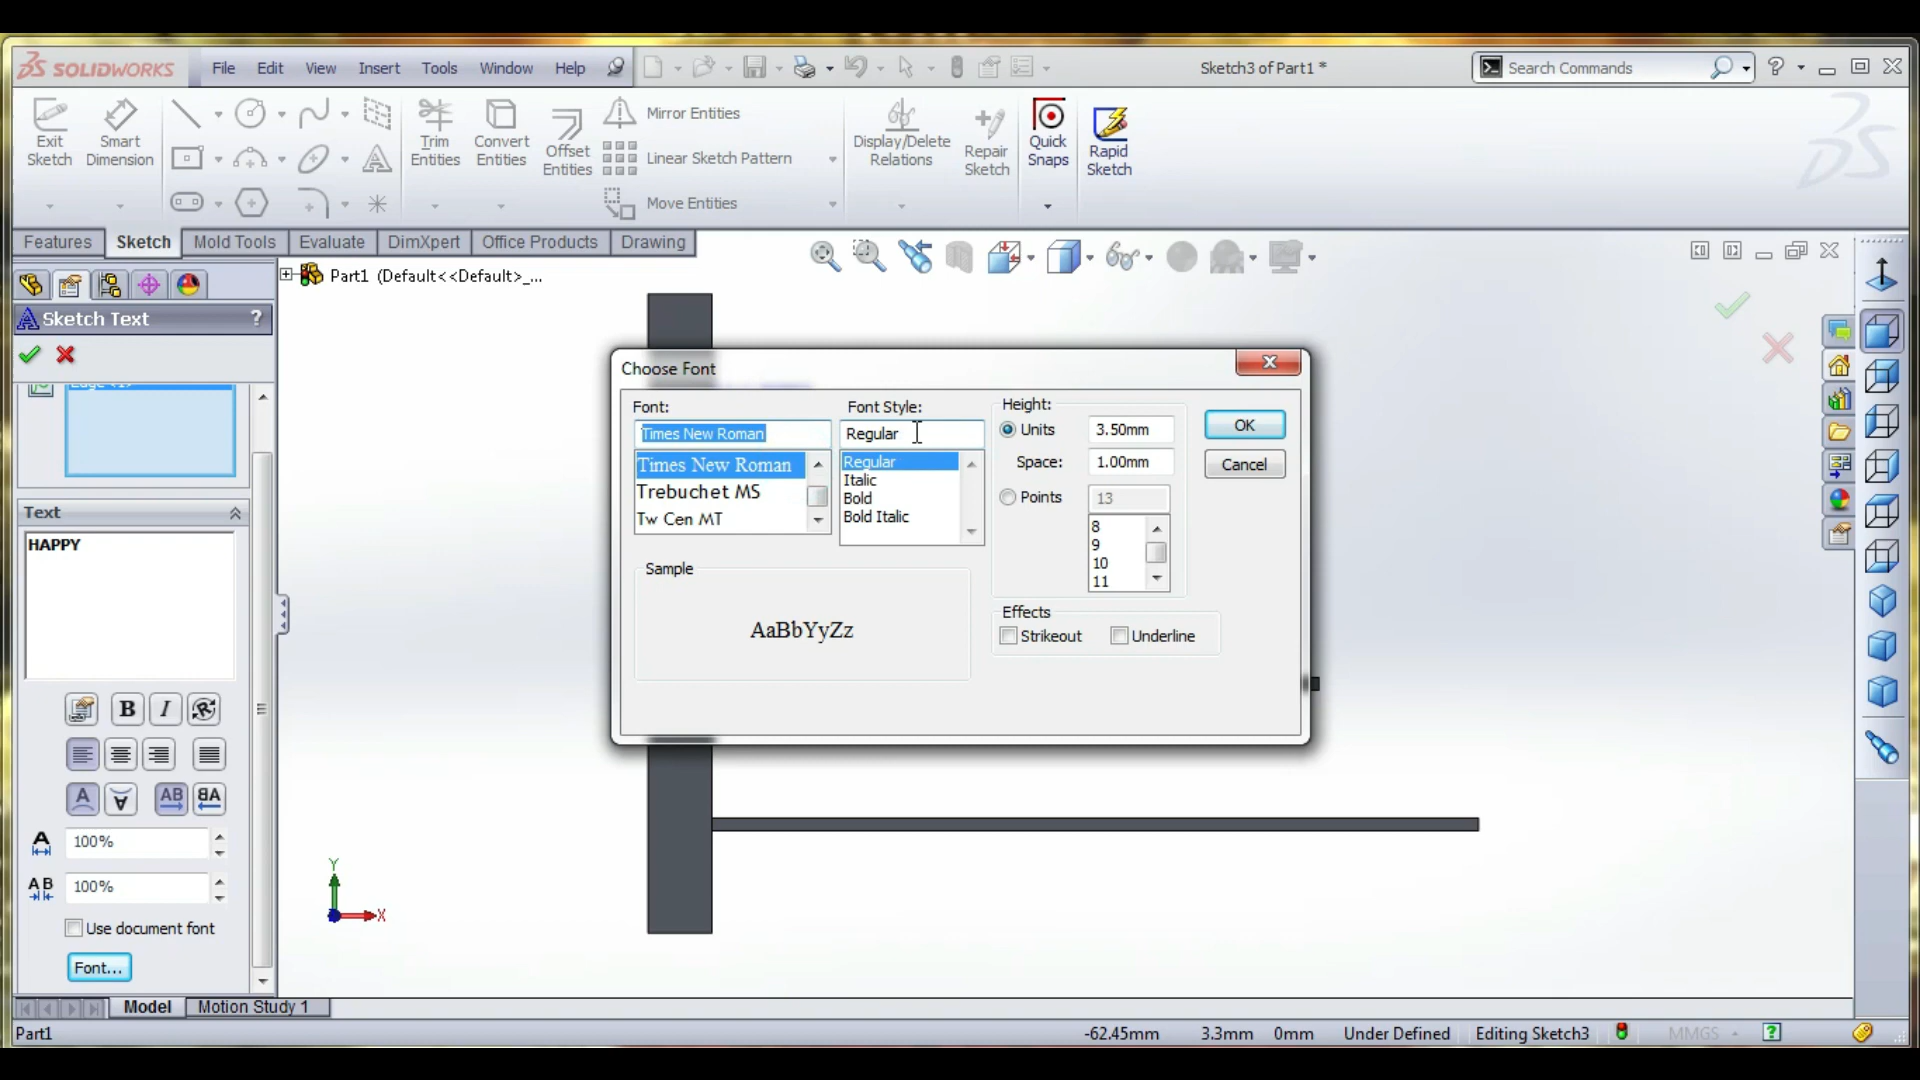 SOLIDWORKS File Edit View Insert Tools Window Help Sketch3 of Part1 * Search Commands
Exit Sketch
Smart Dimension
Trim Entities
Convert Entities
Offset Entities
Mirror Entities
Linear Sketch Pattern
Move Entities
Display/Delete Relations
Repair Sketch
Quick Snaps
Rapid Sketch
Features Sketch Mold Tools Evaluate DimXpert Office Products Drawing
Part1 (Default<<Default>_...
Sketch Text ?
Edge <1>
Text
HAPPY
B I
A A AB AB
A 100%
AB 100%
Use document font
Font...
Choose Font
Font: Font Style: Height:
Times New Roman Regular Units 3.50mm OK
Times New Roman Regular Space: 1.00mm Cancel
Trebuchet MS Italic Points 13
Tw Cen MT Bold
Bold Italic
8
9
10
11
Sample
AaBbYyZz
Effects
Strikeout Underline
Y
X
Model Motion Study 1
Part1 -62.45mm 3.3mm 0mm Under Defined Editing Sketch3 MMGS